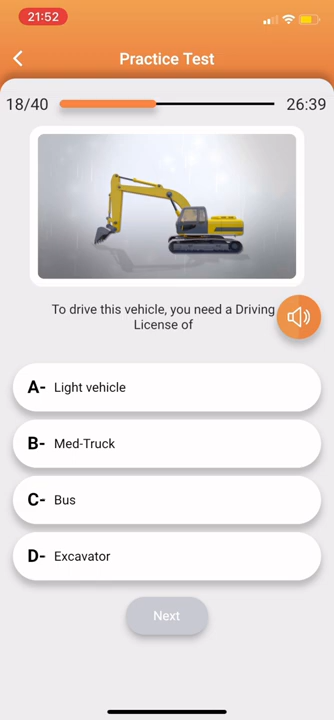 21:52
Practice Test
18/40
26:39
To drive this vehicle, you need a Driving
License of
A- Light vehicle
B- Med-Truck
C- Bus
D- Excavator
Next